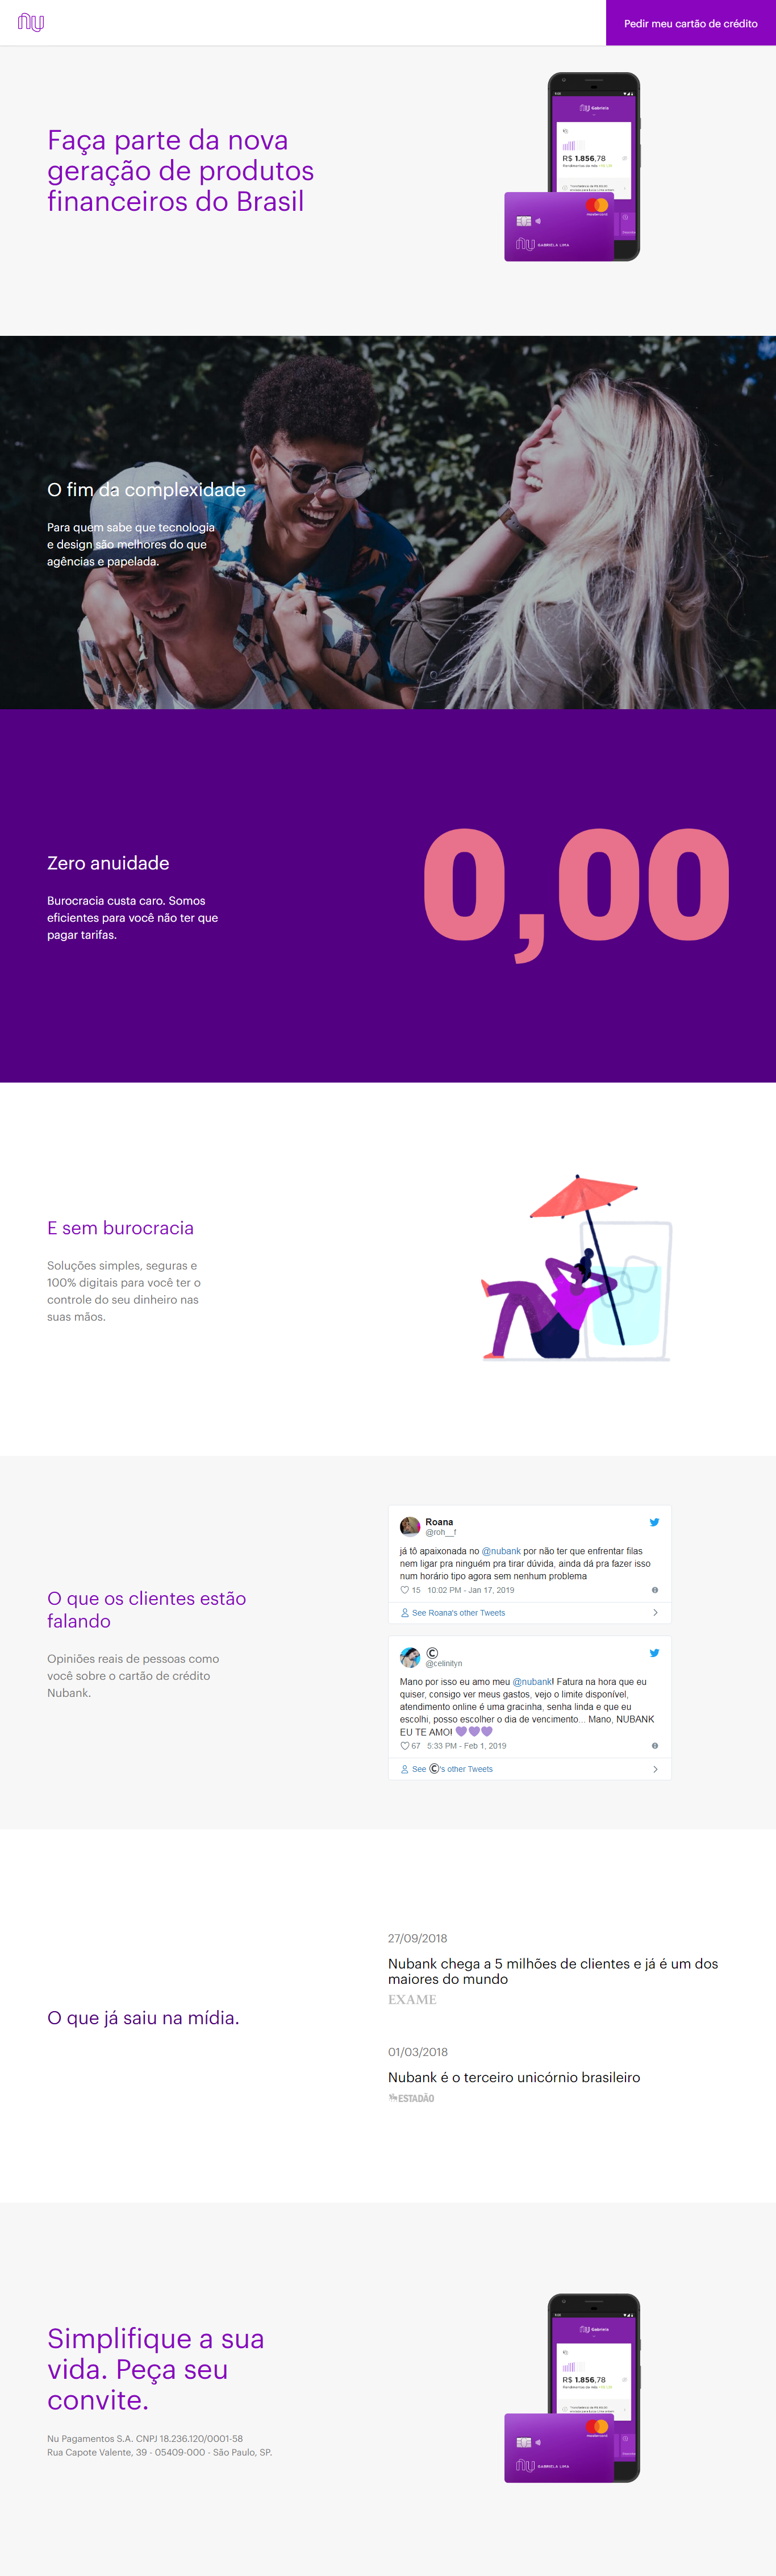 nu
Pedir meu cartão de crédito
Faça parte da nova
geração de produtos
financeiros do Brasil
nu Gabriela
R$ 1.856,78
mastercard
nu GABRIELA LIMA
O fim da complexidade
Para quem sabe que tecnologia
e design são melhores do que
agências e papelada.
Zero anuidade
Burocracia custa caro. Somos
eficientes para você não ter que
pagar tarifas.
0,00
E sem burocracia
Soluções simples, seguras e
100% digitais para você ter o
controle do seu dinheiro nas
suas mãos.
O que os clientes estão
falando
Opiniões reais de pessoas como
você sobre o cartão de crédito
Nubank.
Roana
@roh__f
já tô apaixonada no @nubank por não ter que enfrentar filas
nem ligar pra ninguém pra tirar dúvida, ainda dá pra fazer isso
num horário tipo agora sem nenhum problema
15 10:02 PM - Jan 17, 2019
See Roana's other Tweets
©
@celinityn
Mano por isso eu amo meu @nubank! Fatura na hora que eu
quiser, consigo ver meus gastos, vejo o limite disponível,
atendimento online é uma gracinha, senha linda e que eu
escolhi, posso escolher o dia de vencimento... Mano, NUBANK
EU TE AMO! 💜💜💜
67 5:33 PM - Feb 1, 2019
See ©'s other Tweets
O que já saiu na mídia.
27/09/2018
Nubank chega a 5 milhões de clientes e já é um dos
maiores do mundo
EXAME
01/03/2018
Nubank é o terceiro unicórnio brasileiro
ESTADÃO
Simplifique a sua
vida. Peça seu
convite.
Nu Pagamentos S.A. CNPJ 18.236.120/0001-58
Rua Capote Valente, 39 - 05409-000 - São Paulo, SP.
nu Gabriela
R$ 1.856,78
mastercard
nu GABRIELA LIMA